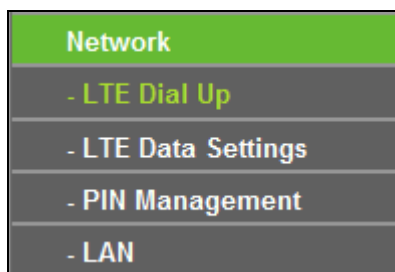 Network
- LTE Dial Up
- LTE Data Settings
- PIN Management
- LAN